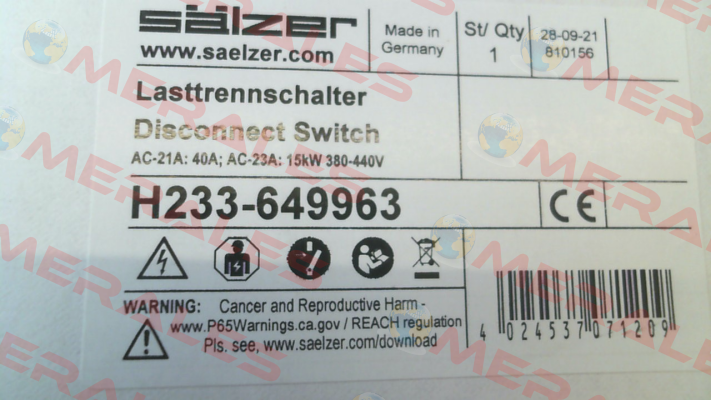 sälzer
www.saelzer.com
Made in
Germany
St/ Qty
1
28-09-21
810156
Lasttrennschalter
Disconnect Switch
AC-21A: 40A; AC-23A: 15kW 380-440V
H233-649963
CE
WARNING: Cancer and Reproductive Harm -
www.P65Warnings.ca.gov / REACH regulation
Pls. see, www.saelzer.com/download
4 024537 071209
OMERALES